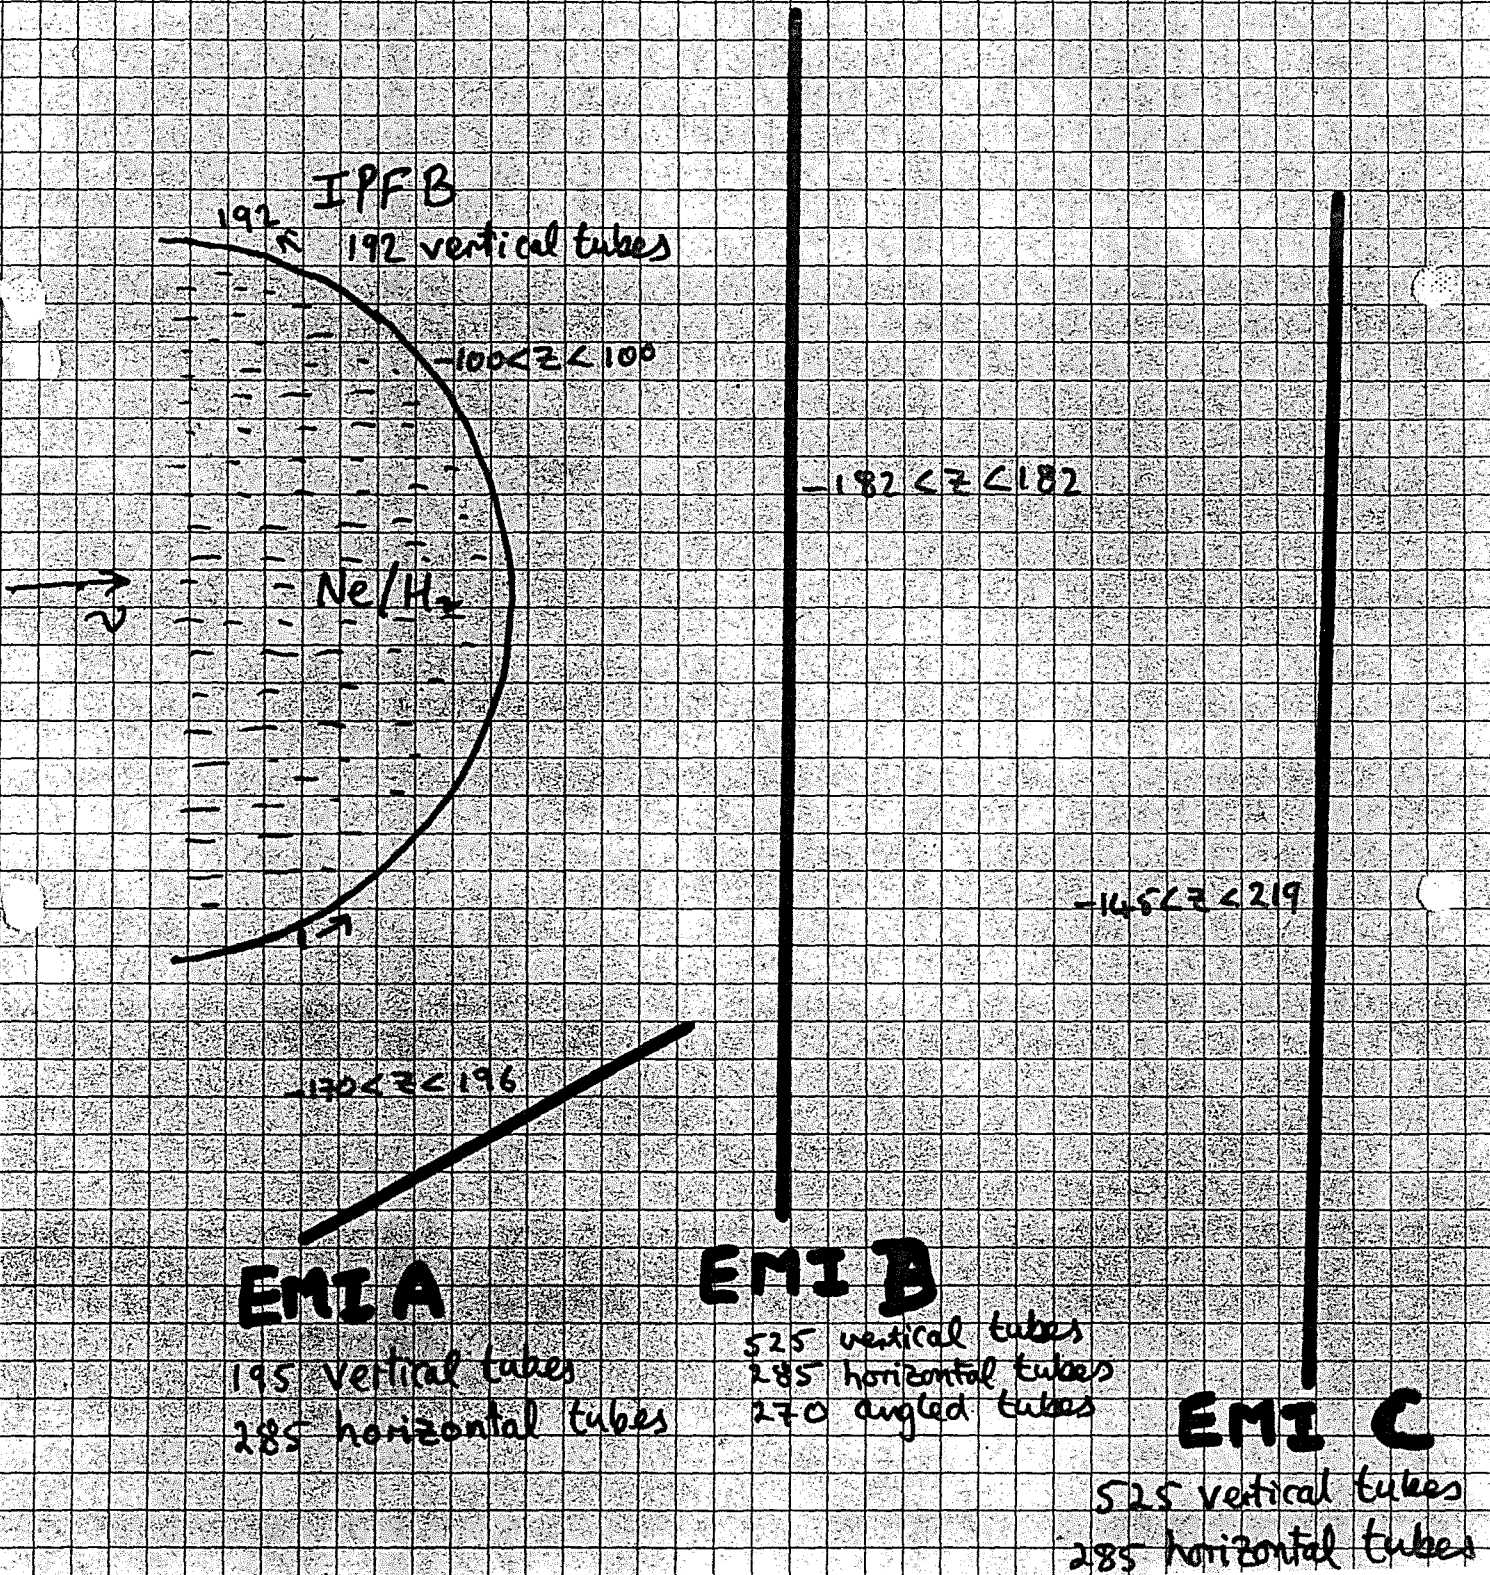 IPFB
192
192 vertical tubes
-100<Z<100
-182<Z<182
ν
Ne/H₂
-145<Z<219
1
-170<Z<196
EMI A
195 vertical tubes
285 horizontal tubes
EMI B
525 vertical tubes
285 horizontal tubes
270 angled tubes
EMI C
525 vertical tubes
285 horizontal tubes